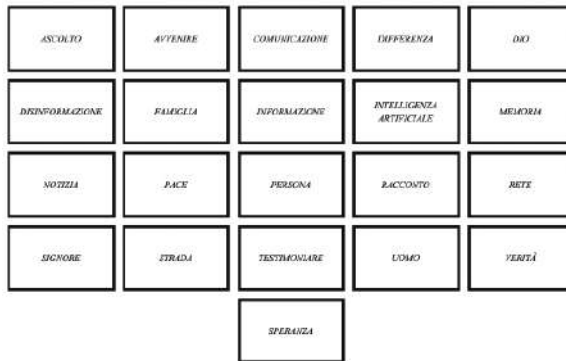 ASCOLTO
AVVENIRE
COMUNICAZIONE
DIFFERENZA
DIO
DISINFORMAZIONE
FAMIGLIA
INFORMAZIONE
INTELLIGENZA
ARTIFICIALE
MEMORIA
NOTIZIA
PACE
PERSONA
RACCONTO
RETE
SIGNORE
STRADA
TESTIMONIARE
UOMO
VERITÀ
SPERANZA